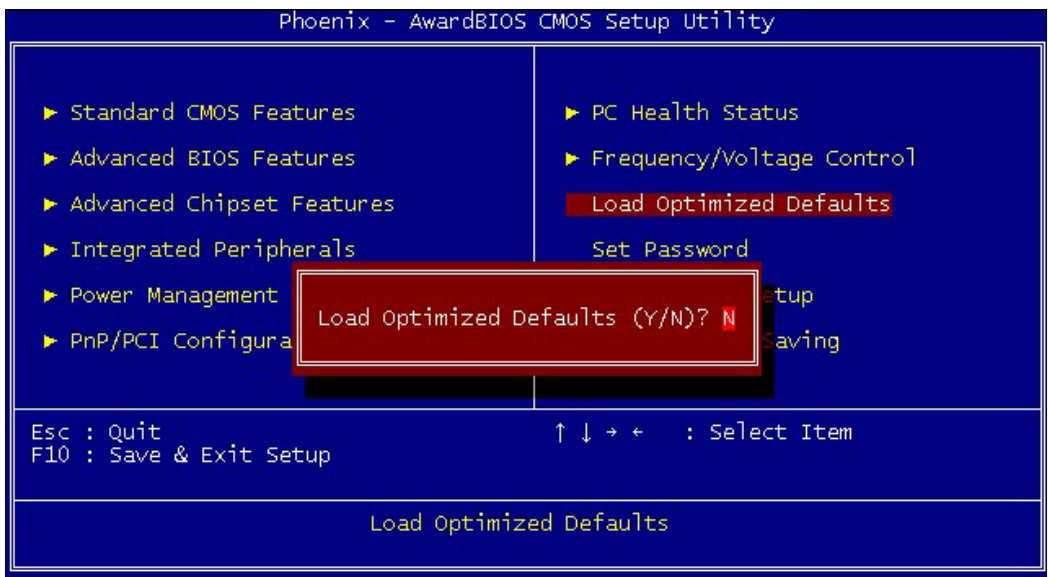 Phoenix - AwardBIOS CMOS Setup Utility
► Standard CMOS Features
► Advanced BIOS Features
► Advanced Chipset Features
► Integrated Peripherals
► Power Management
► PnP/PCI Configura
► PC Health Status
► Frequency/Voltage Control
Load Optimized Defaults
Set Password
etup
Saving
Load Optimized Defaults (Y/N)? N
Esc : Quit
F10 : Save & Exit Setup
↑ ↓ → ← : Select Item
Load Optimized Defaults